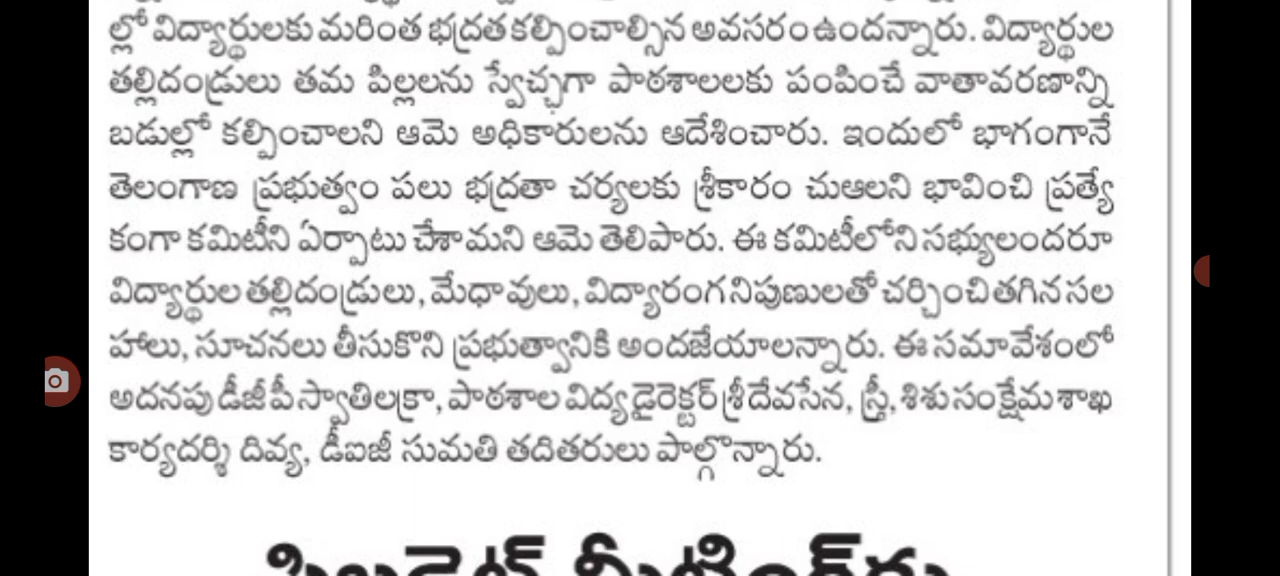 ల్లో విద్యార్థులకు మరింత భద్రత కల్పించాల్సిన అవసరం ఉందన్నారు. విద్యార్థుల
తల్లిదండ్రులు తమ పిల్లలను స్వేచ్ఛగా పాఠశాలలకు పంపించే వాతావరణాన్ని
బడుల్లో కల్పించాలని ఆమె అధికారులను ఆదేశించారు. ఇందులో భాగంగానే
తెలంగాణ ప్రభుత్వం పలు భద్రతా చర్యలకు శ్రీకారం చుఆలని భావించి ప్రత్యే
కంగా కమిటీని ఏర్పాటు చేశామని ఆమె తెలిపారు. ఈ కమిటీలోని సభ్యులందరూ
విద్యార్థుల తల్లిదండ్రులు, మేధావులు, విద్యారంగ నిపుణులతో చర్చించి తగిన సల
హాలు, సూచనలు తీసుకొని ప్రభుత్వానికి అందజేయాలన్నారు. ఈ సమావేశంలో
అదనపు డీజీపీ స్వాతిలక్రా, పాఠశాల విద్య డైరెక్టర్ శ్రీదేవసేన, స్త్రీ, శిశు సంక్షేమ శాఖ
కార్యదర్శి దివ్య, డీఐజీ సుమతి తదితరులు పాల్గొన్నారు.